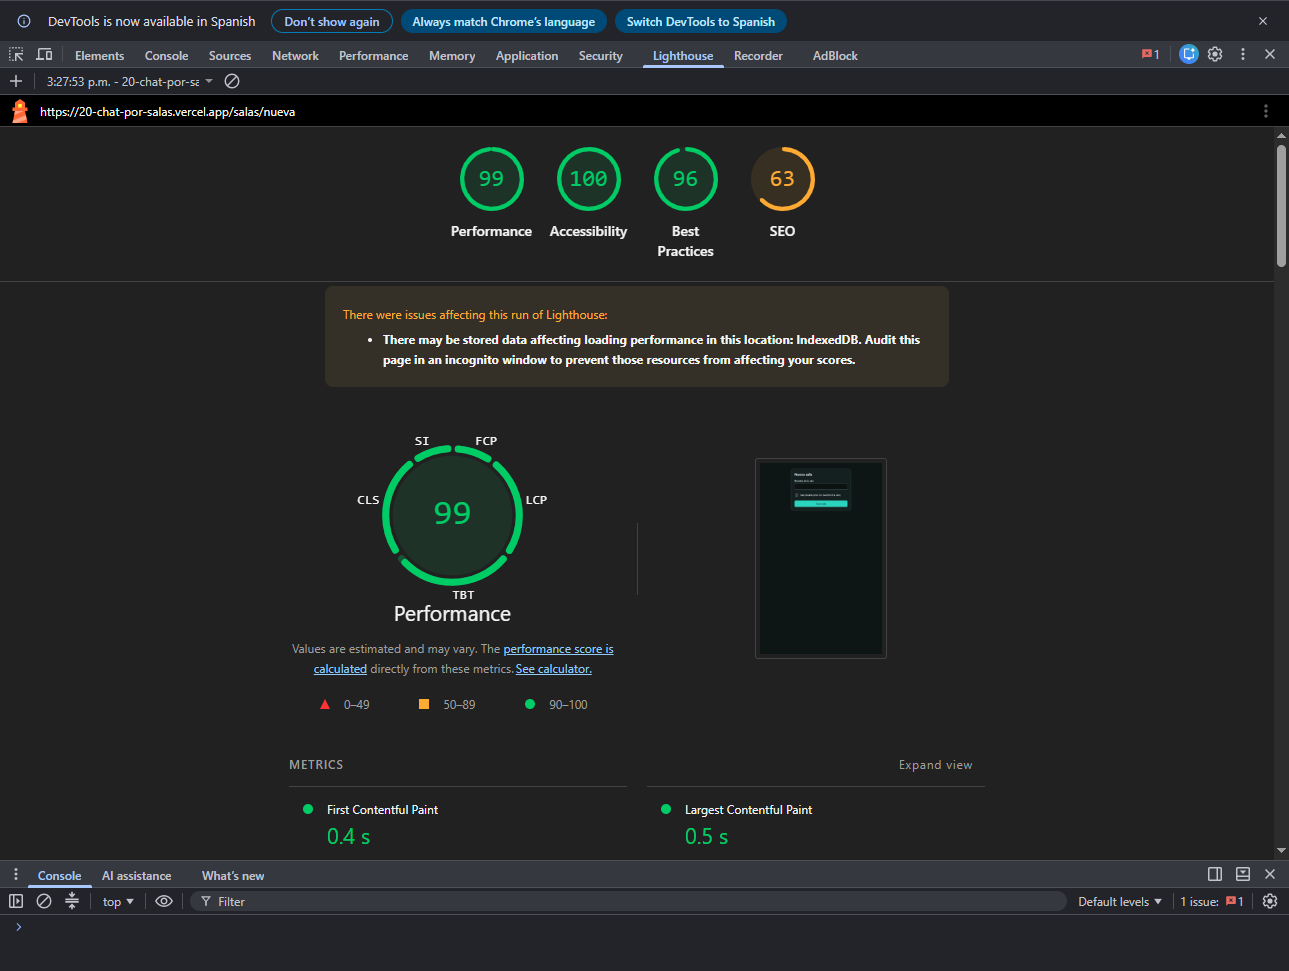 DevTools is now available in Spanish Don't show again Always match Chrome's language Switch DevTools to Spanish
Elements Console Sources Network Performance Memory Application Security Lighthouse Recorder AdBlock 1
3:27:53 p.m. - 20-chat-por-sa
https://20-chat-por-salas.vercel.app/salas/nueva
99 100 96 63
Performance Accessibility Best Practices SEO
There were issues affecting this run of Lighthouse:
• There may be stored data affecting loading performance in this location: IndexedDB. Audit this
page in an incognito window to prevent those resources from affecting your scores.
SI FCP
CLS LCP
99
TBT
Performance
Values are estimated and may vary. The performance score is
calculated directly from these metrics. See calculator.
0–49 50–89 90–100
METRICS Expand view
First Contentful Paint Largest Contentful Paint
0.4 s 0.5 s
Console AI assistance What's new
top Filter Default levels 1 issue: 1